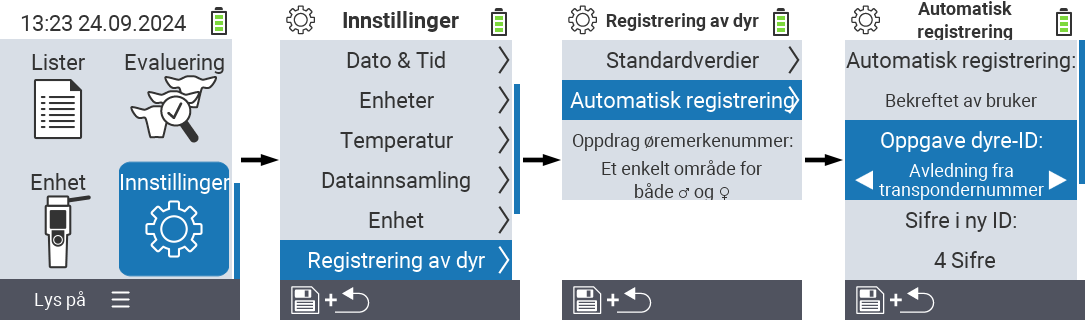 13:23 24.09.2024
Lister
Evaluering
Enhet
Innstillinger
Lys på
Innstillinger
Dato & Tid
Enheter
Temperatur
Datainnsamling
Enhet
Registrering av dyr
+
Registrering av dyr
Standardverdier
Automatisk registrering
Oppdrag øremerkenummer:
Et enkelt område for
både ♂ og ♀
+
Automatisk
registrering
Automatisk registrering:
Bekreftet av bruker
Oppgave dyre-ID:
Avledning fra
transpondernummer
Sifre i ny ID:
4 Sifre
+